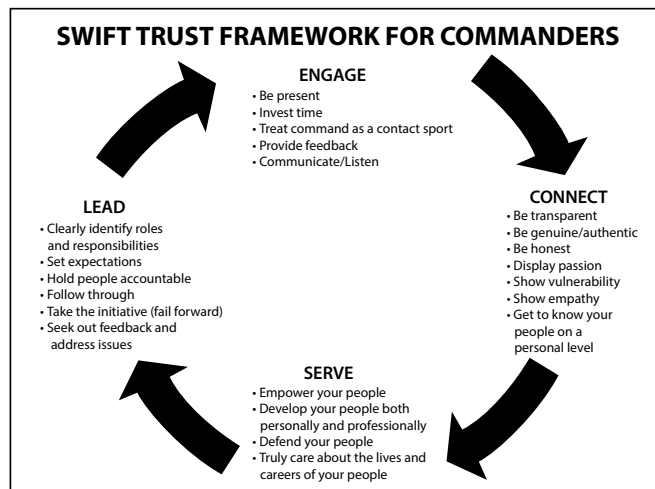 SWIFT TRUST FRAMEWORK FOR COMMANDERS
ENGAGE
• Be present
• Invest time
• Treat command as a contact sport
• Provide feedback
• Communicate/Listen
CONNECT
• Be transparent
• Be genuine/authentic
• Be honest
• Display passion
• Show vulnerability
• Show empathy
• Get to know your
people on a
personal level
SERVE
• Empower your people
• Develop your people both
personally and professionally
• Defend your people
• Truly care about the lives and
careers of your people
LEAD
• Clearly identify roles
and responsibilities
• Set expectations
• Hold people accountable
• Follow through
• Take the initiative (fail forward)
• Seek out feedback and
address issues